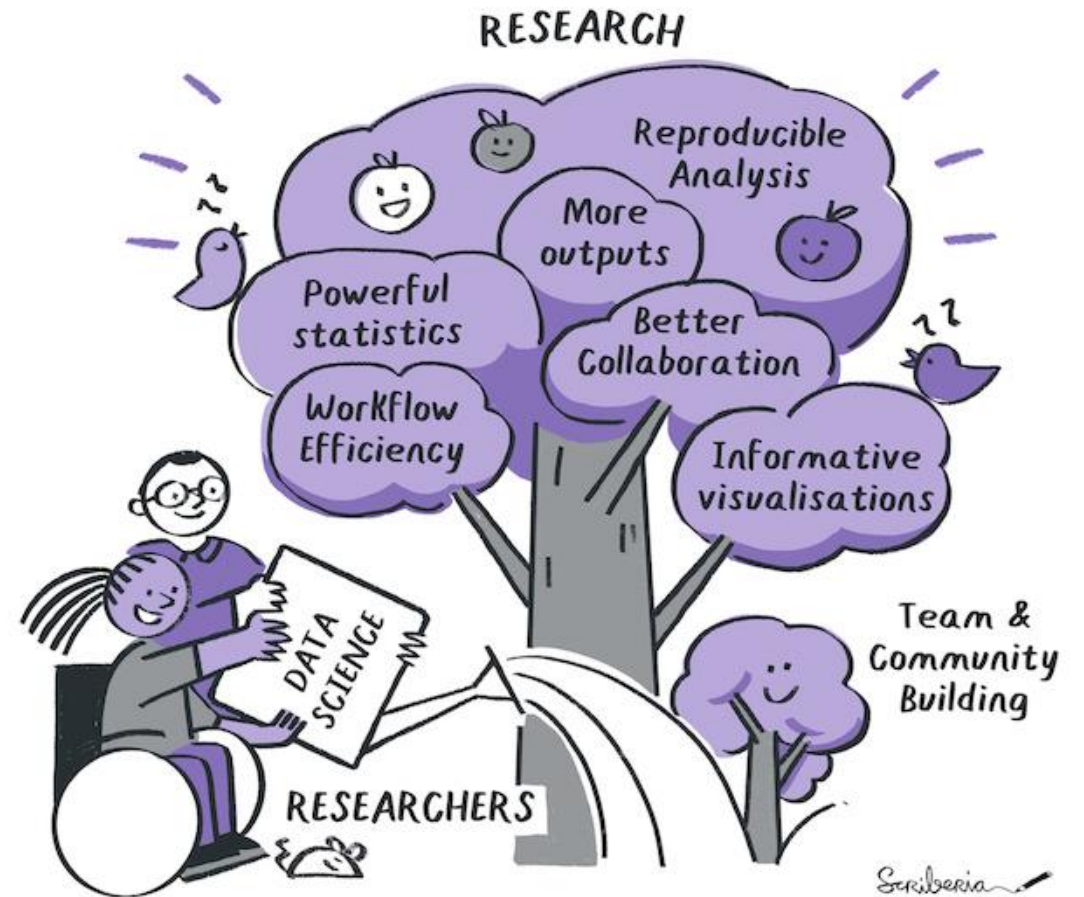 RESEARCH
Reproducible
Analysis
More
outputs
Powerful
statistics
Better
Collaboration
Workflow
Efficiency
Informative
visualisations
DATA
SCIENCE
Team &
Community
Building
RESEARCHERS
Scriberia